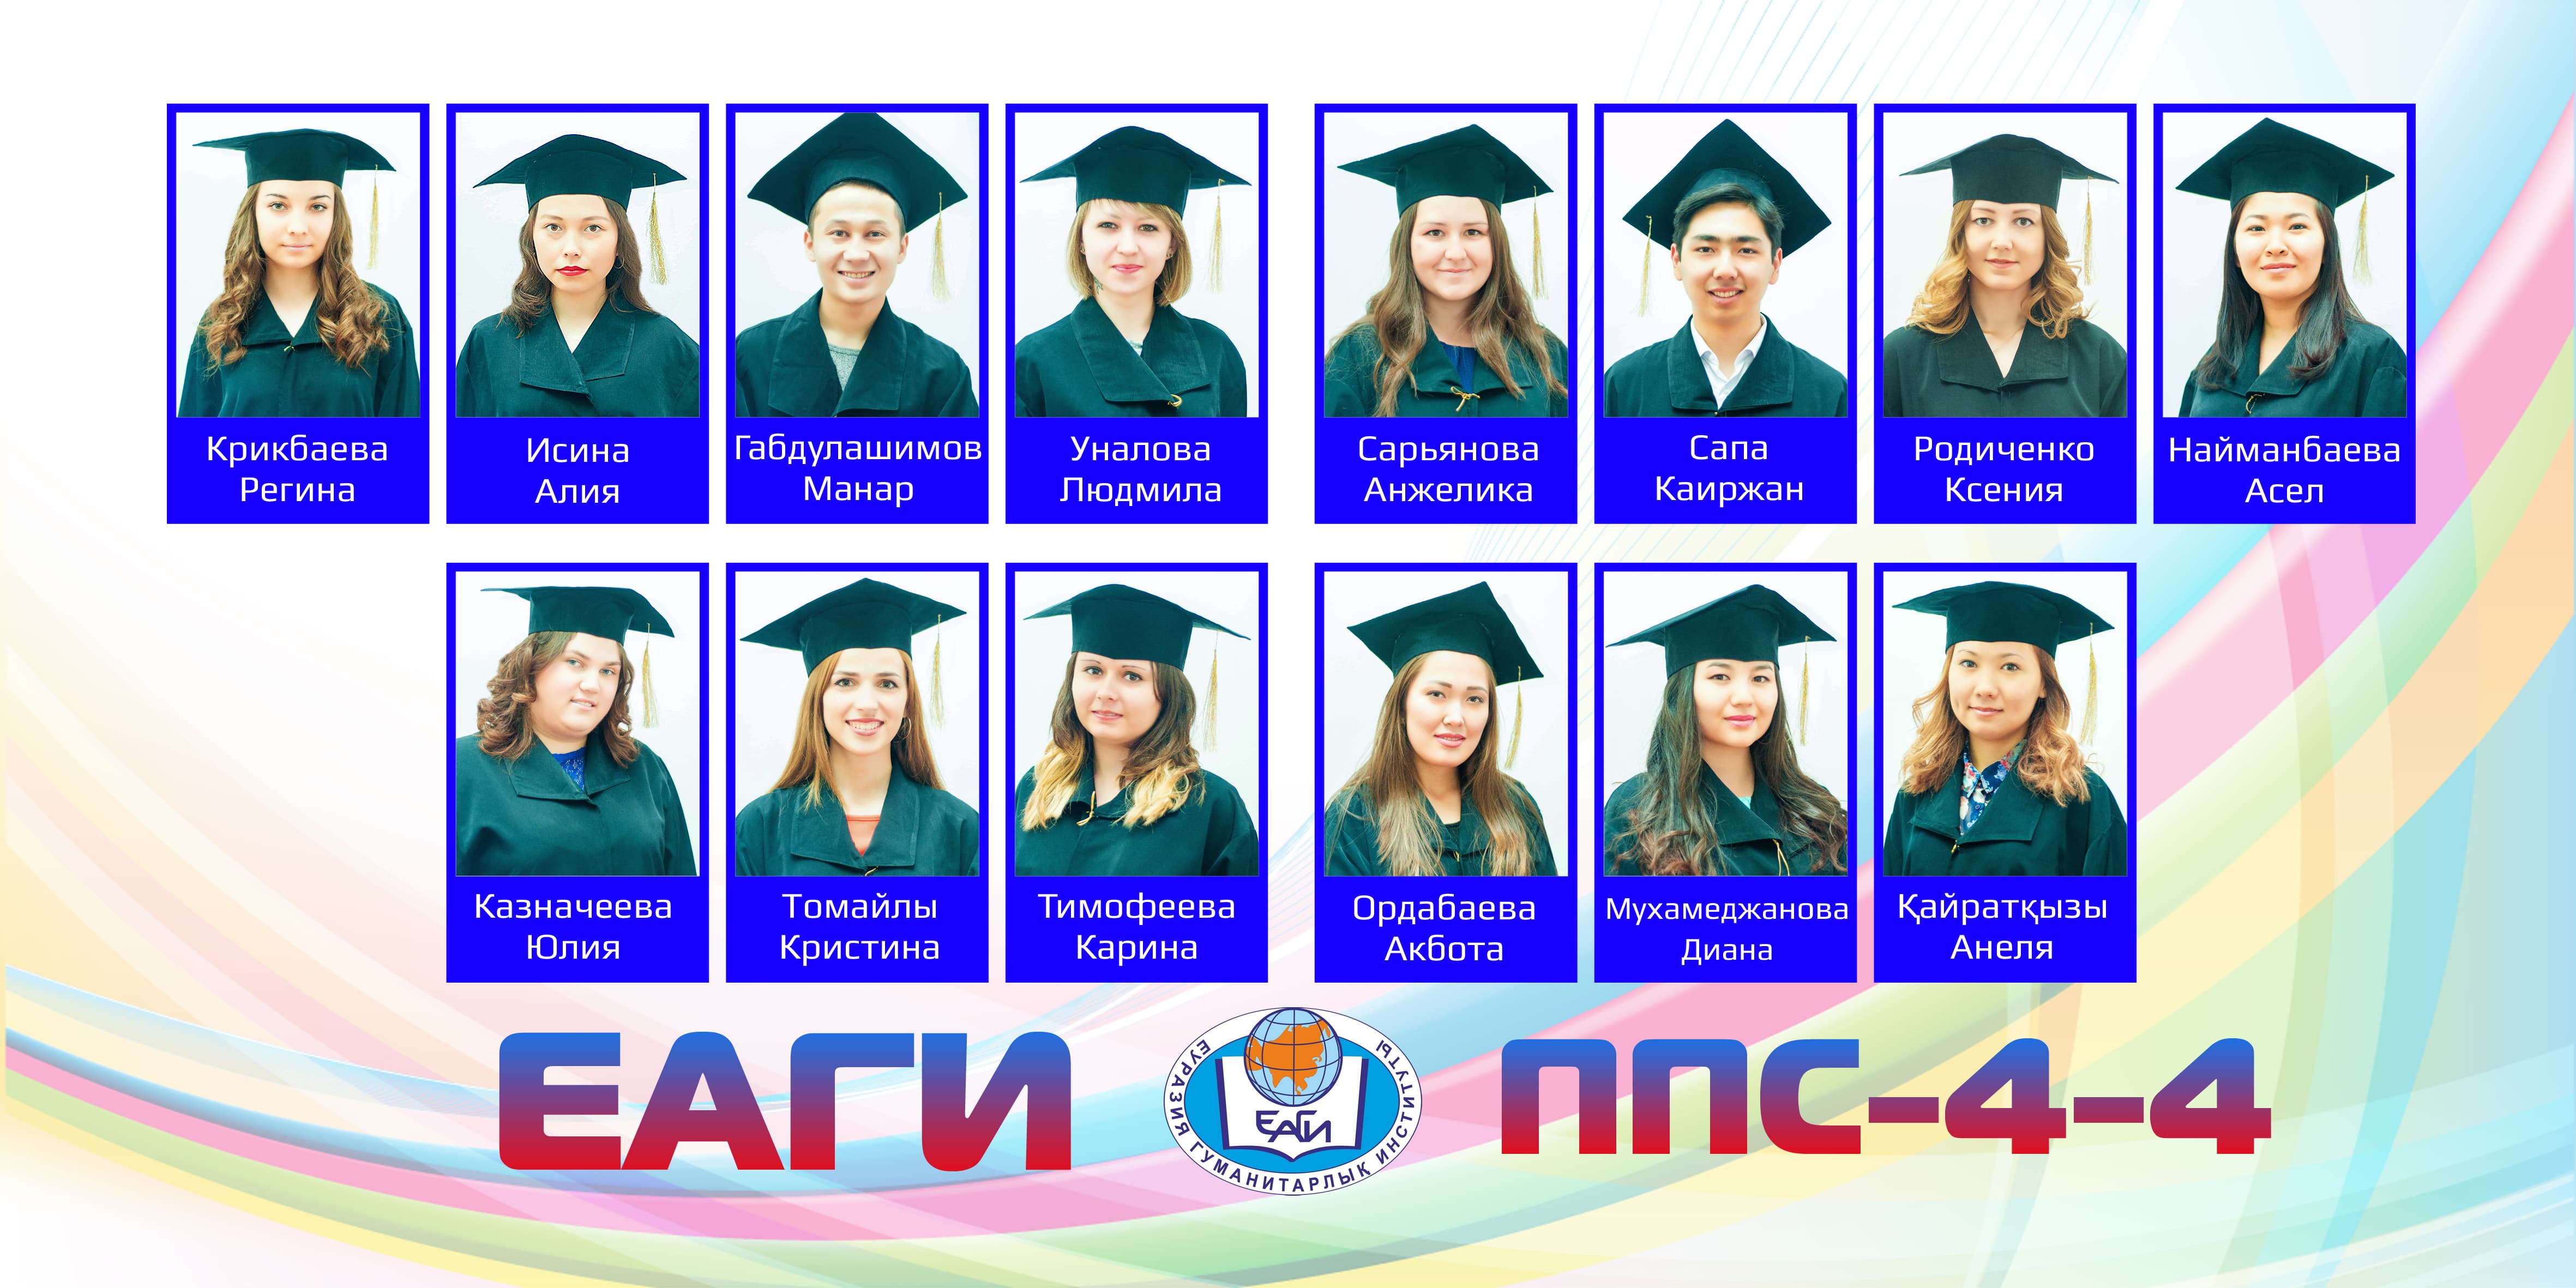 Крикбаева
Регина
Исина
Алия
Габдулашимов
Манар
Уналова
Людмила
Сарьянова
Анжелика
Сапа
Каиржан
Родиченко
Ксения
Найманбаева
Асел
Казначеева
Юлия
Томайлы
Кристина
Тимофеева
Карина
Ордабаева
Акбота
Мухамеджанова
Диана
Қайратқызы
Анеля
ЕАГИ
ЕУРАЗИЯ ГУМАНИТАРЛЫҚ ИНСТИТУТЫ
ЕАГИ
ППС-4-4